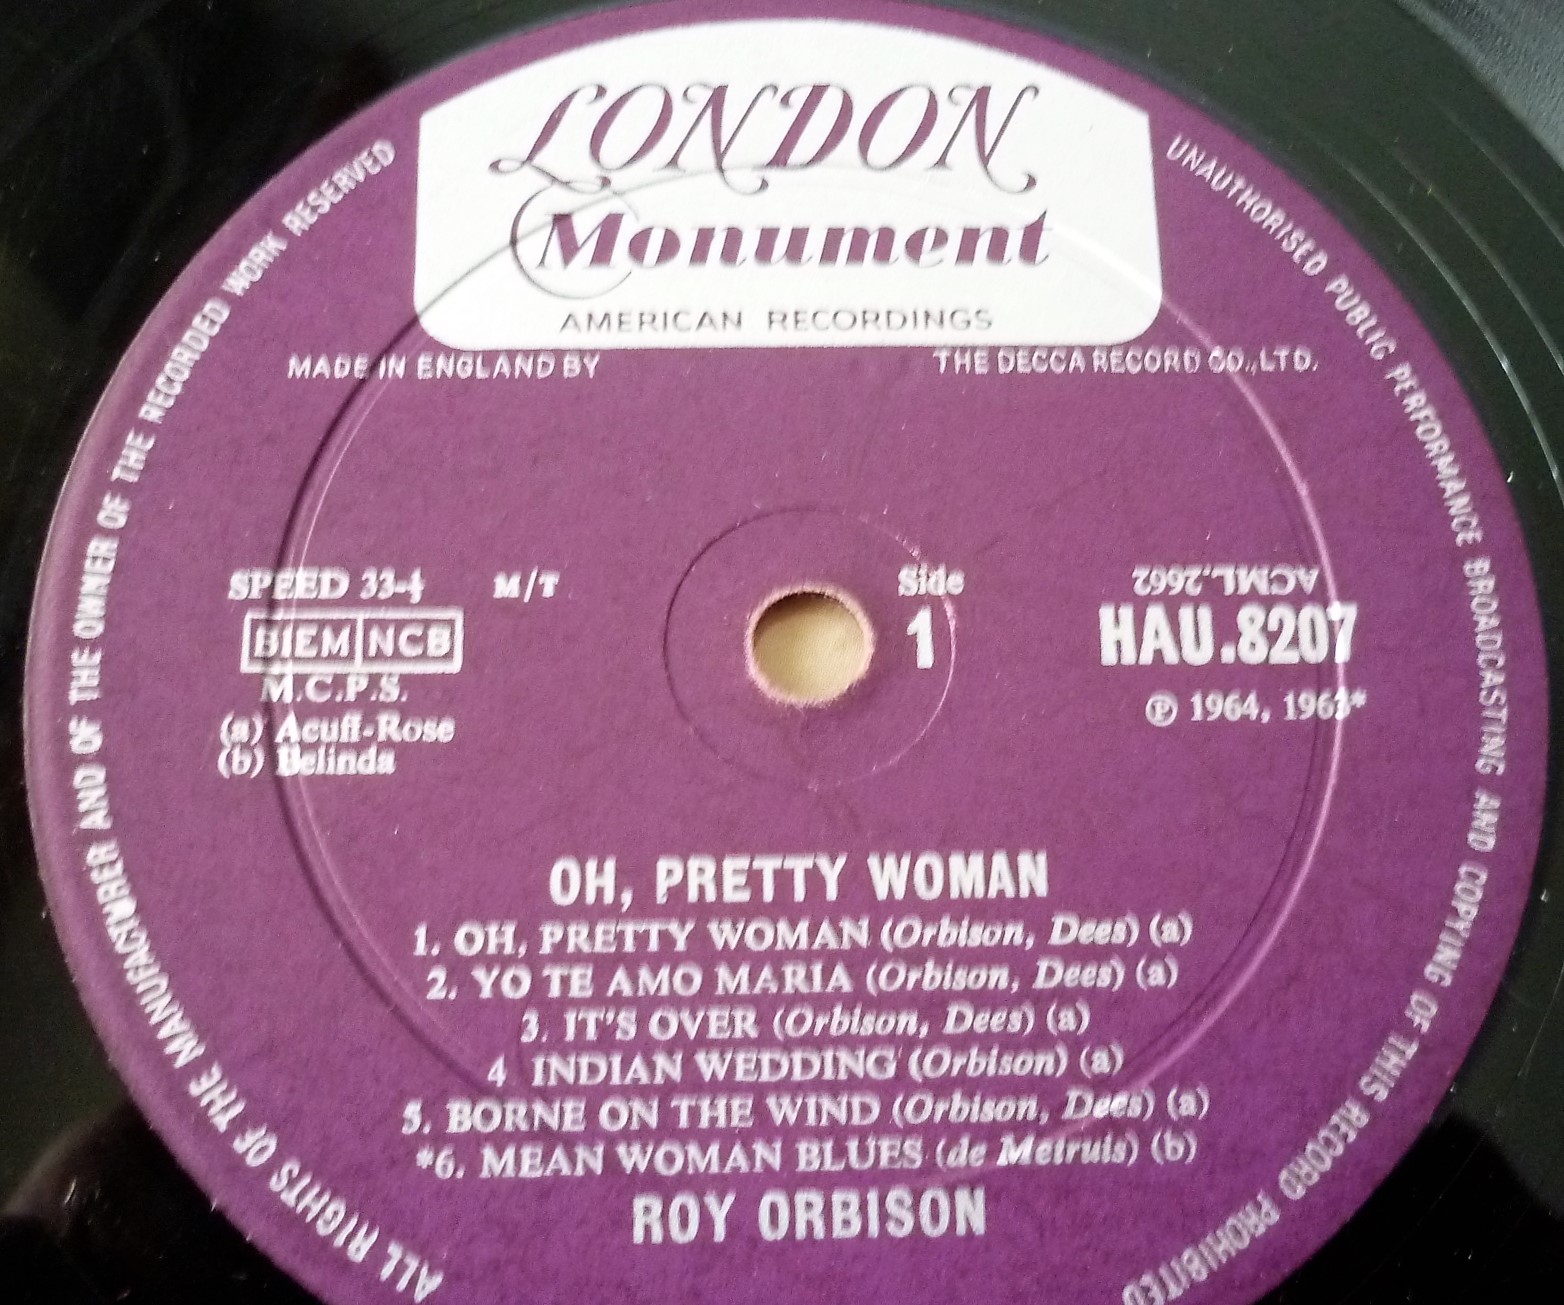 LONDON
Monument
AMERICAN RECORDINGS
MADE IN ENGLAND BY THE DECCA RECORD CO., LTD.
ALL RIGHTS OF THE MANUFACTURER AND OF THE OWNER OF THE RECORDED WORK RESERVED
UNAUTHORISED PUBLIC PERFORMANCE BROADCASTING AND COPYING OF THIS RECORD PROHIBITED
SPEED 33⅓ M/T
BIEM NCB
M.C.P.S.
(a) Acuff-Rose
(b) Belinda
Side
1
ACML.2662
HAU.8207
℗ 1964, 1963*
OH, PRETTY WOMAN
1. OH, PRETTY WOMAN (Orbison, Dees) (a)
2. YO TE AMO MARIA (Orbison, Dees) (a)
3. IT'S OVER (Orbison, Dees) (a)
4 INDIAN WEDDING (Orbison) (a)
5. BORNE ON THE WIND (Orbison, Dees) (a)
*6. MEAN WOMAN BLUES (de Metruis) (b)
ROY ORBISON